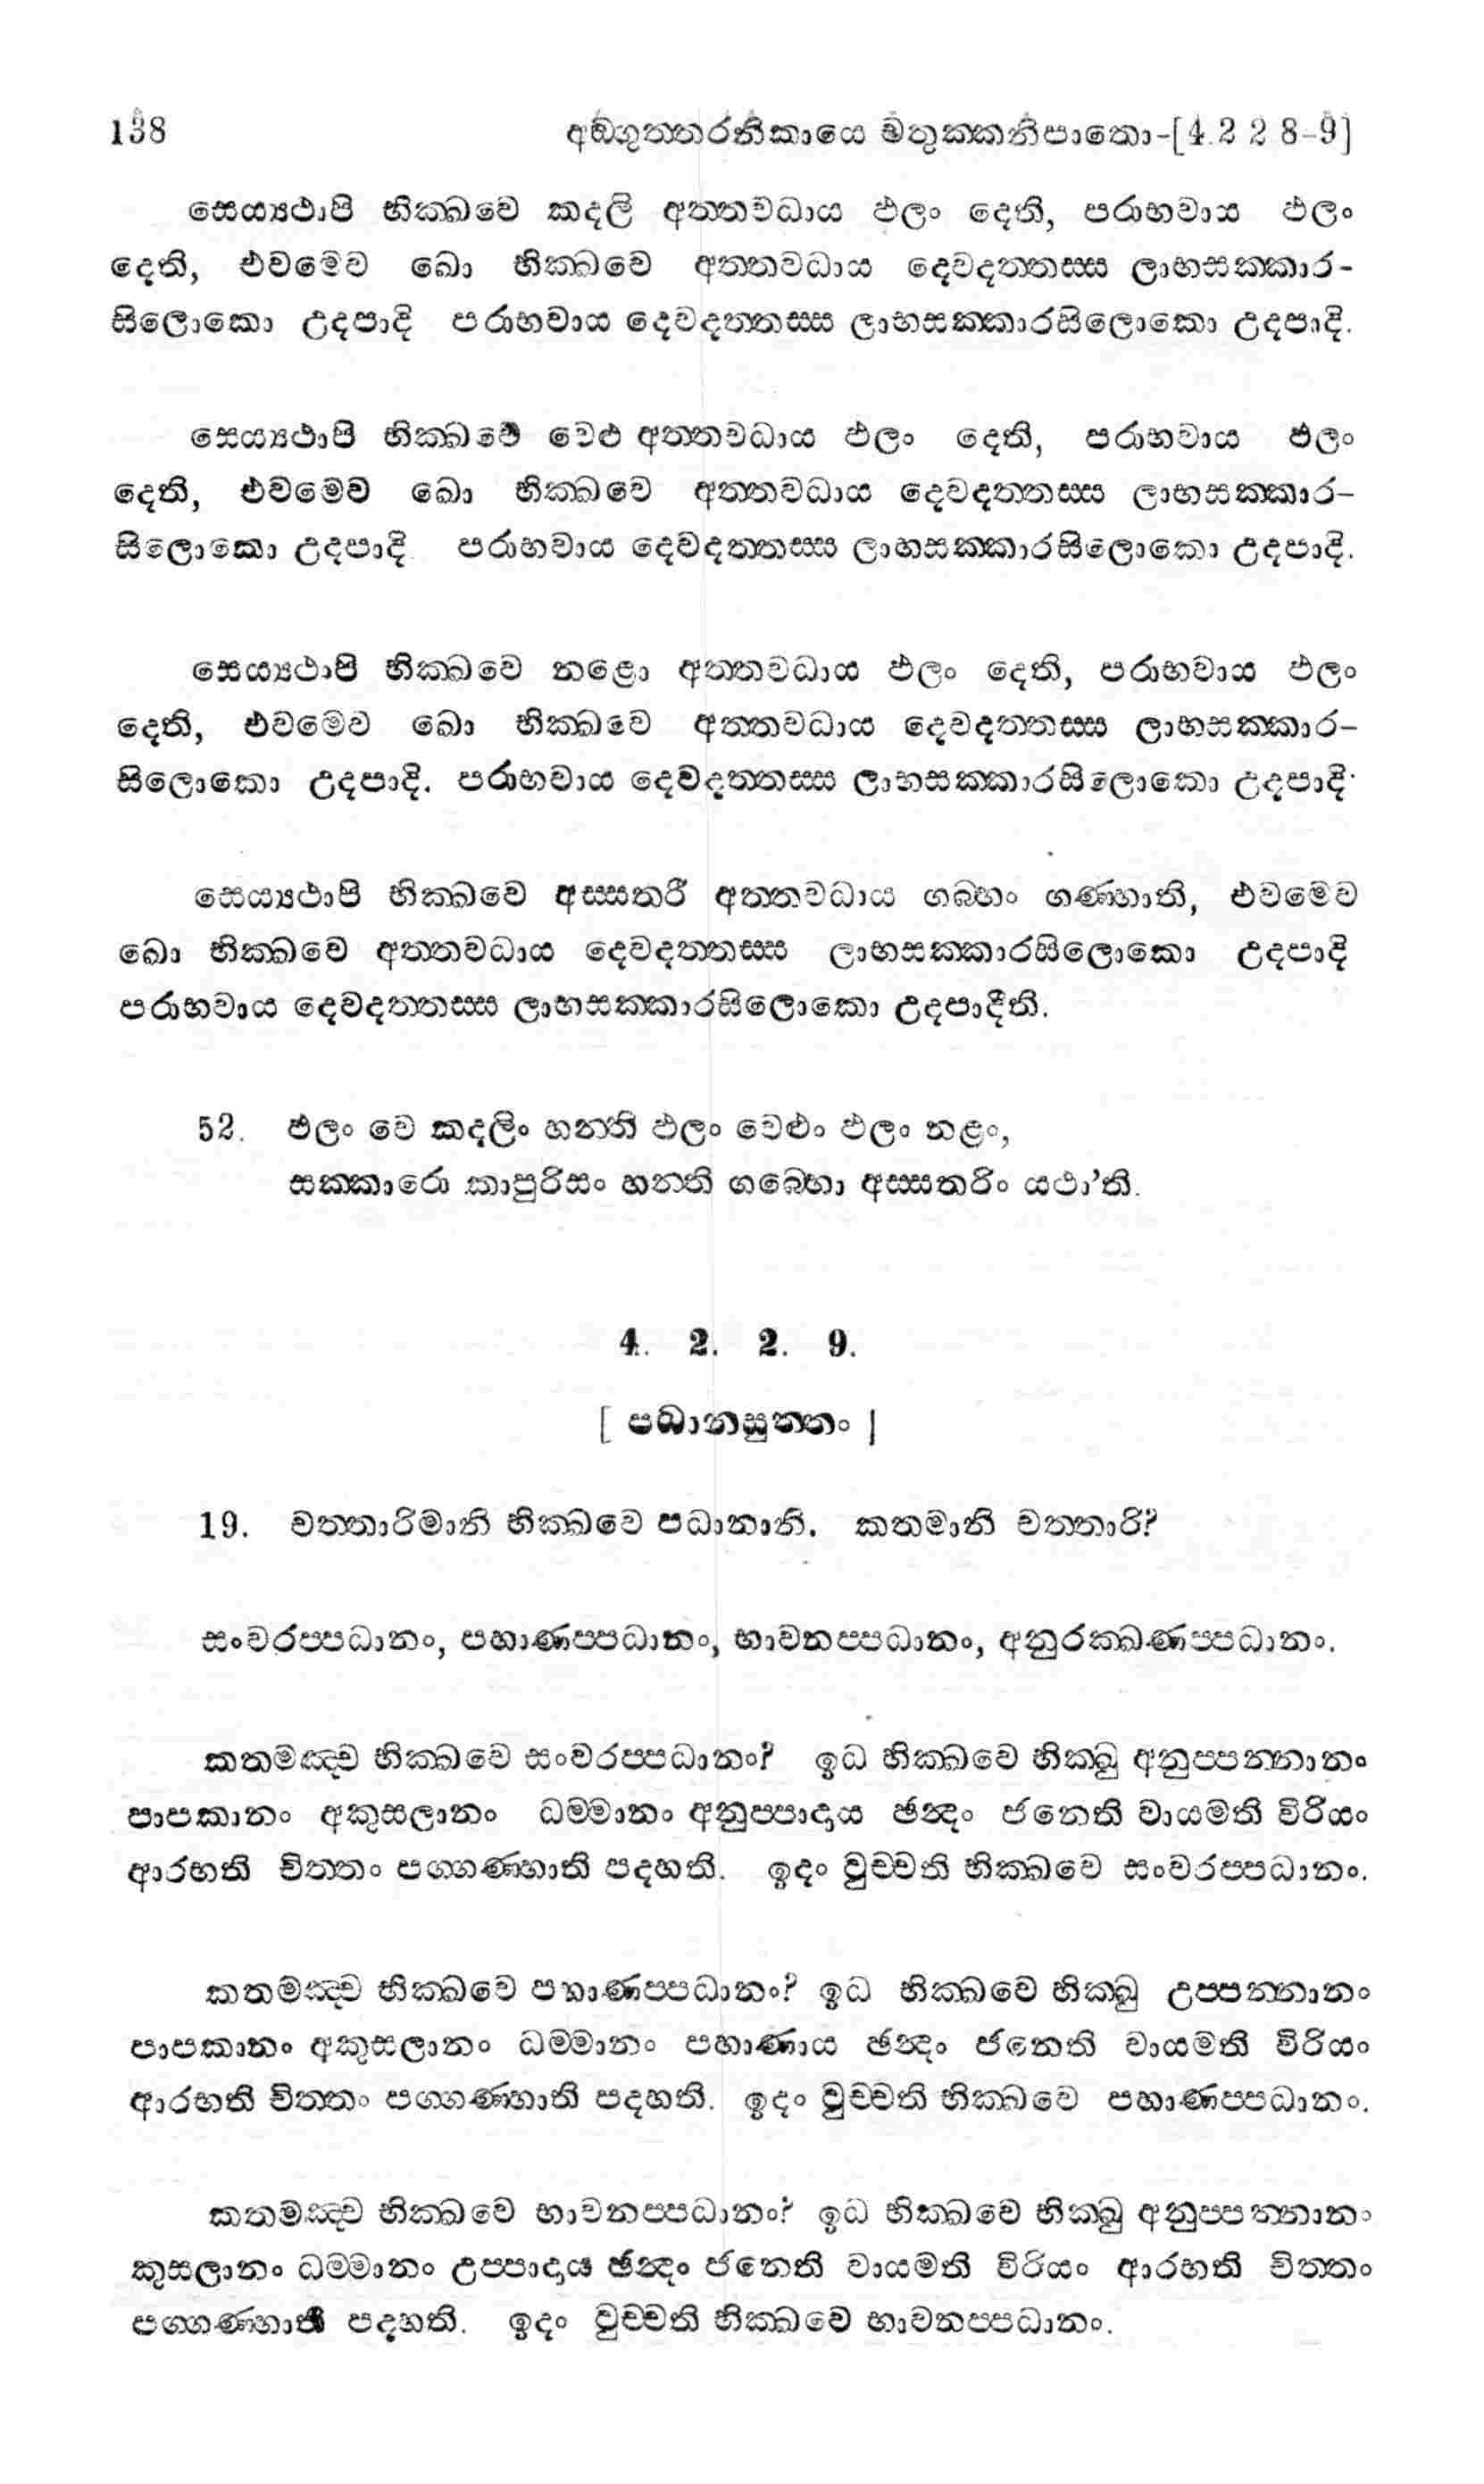 138 අඞ්ගුත්තරනිකායෙ චතුක්කනිපාතො-[4. 2 2 8-9]
සෙය්‍යථාපි භික්ඛවෙ කදලි අත්තවධාය ඵලං දෙති, පරාභවාය ඵලං
දෙති, එවමෙව ඛො භික්ඛවෙ අත්තවධාය දෙවදත්තස්ස ලාභසක්කාර-
සිලොකො උදපාදි පරාභවාය දෙවදත්තස්ස ලාභසක්කාරසිලොකො උදපාදි.
සෙය්‍යථාපි භික්ඛවෙ වෙළු අත්තවධාය ඵලං දෙති, පරාභවාය ඵලං
දෙති, එවමෙව ඛො භික්ඛවෙ අත්තවධාය දෙවදත්තස්ස ලාභසක්කාර-
සිලොකො උදපාදි. පරාභවාය දෙවදත්තස්ස ලාභසක්කාරසිලොකො උදපාදි.
සෙය්‍යථාපි භික්ඛවෙ නළො අත්තවධාය ඵලං දෙති, පරාභවාය ඵලං
දෙති, එවමෙව ඛො භික්ඛවෙ අත්තවධාය දෙවදත්තස්ස ලාභසක්කාර-
සිලොකො උදපාදි. පරාභවාය දෙවදත්තස්ස ලාභසක්කාරසිලොකො උදපාදි.
සෙය්‍යථාපි භික්ඛවෙ අස්සතරී අත්තවධාය ගබ්භං ගණ්හාති, එවමෙව
ඛො භික්ඛවෙ අත්තවධාය දෙවදත්තස්ස ලාභසක්කාරසිලොකො උදපාදි
පරාභවාය දෙවදත්තස්ස ලාභසක්කාරසිලොකො උදපාදීති.
52. ඵලං වෙ කදලිං හන්ති ඵලං වෙළුං ඵලං නළං,
සක්කාරො කාපුරිසං හන්ති ගබ්භො අස්සතරිං යථා’ති.
4. 2. 2. 9.
[ පධානසුත්තං ]
19. චත්තාරිමානි භික්ඛවෙ පධානානි. කතමානි චත්තාරි?
සංවරප්පධානං, පහාණප්පධානං, භාවනප්පධානං, අනුරක්ඛණප්පධානං.
කතමඤ්ච භික්ඛවෙ සංවරප්පධානං? ඉධ භික්ඛවෙ භික්ඛු අනුප්පන්නානං
පාපකානං අකුසලානං ධම්මානං අනුප්පාදාය ඡන්දං ජනෙති වායමති විරියං
ආරභති චිත්තං පග්ගණ්හාති පදහති. ඉදං වුච්චති භික්ඛවෙ සංවරප්පධානං.
කතමඤ්ච භික්ඛවෙ පහාණප්පධානං? ඉධ භික්ඛවෙ භික්ඛු උප්පන්නානං
පාපකානං අකුසලානං ධම්මානං පහාණාය ඡන්දං ජනෙති වායමති විරියං
ආරභති චිත්තං පග්ගණ්හාති පදහති. ඉදං වුච්චති භික්ඛවෙ පහාණප්පධානං.
කතමඤ්ච භික්ඛවෙ භාවනප්පධානං? ඉධ භික්ඛවෙ භික්ඛු අනුප්පන්නානං
කුසලානං ධම්මානං උප්පාදාය ඡන්දං ජනෙති වායමති විරියං ආරභති චිත්තං
පග්ගණ්හාති පදහති. ඉදං වුච්චති භික්ඛවෙ භාවනප්පධානං.